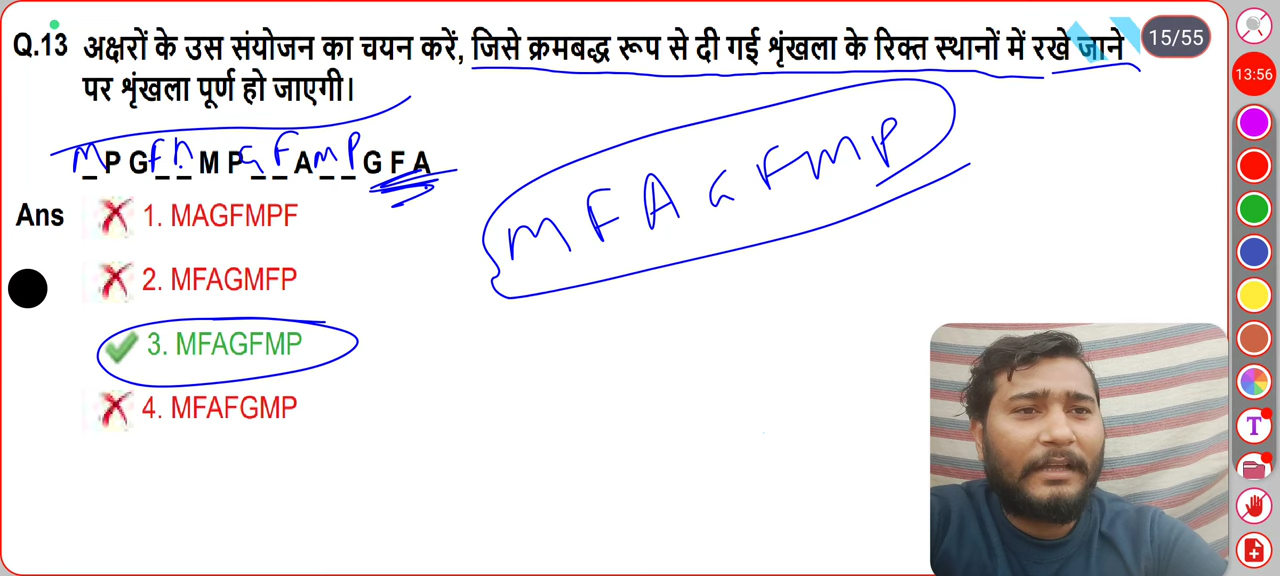 15/55
Q.13 अक्षरों के उस संयोजन का चयन करें, जिसे क्रमबद्ध रूप से दी गई श्रृंखला के रिक्त स्थानों में रखे जाने
13:56
पर श्रृंखला पूर्ण हो जाएगी।
M F G F M P
_ P G _ _ M P _ _ A _ _ G F A
M F A G F M P
Ans 1. MAGFMPF
2. MFAGMFP
3. MFAGFMP
4. MFAFGMP
T